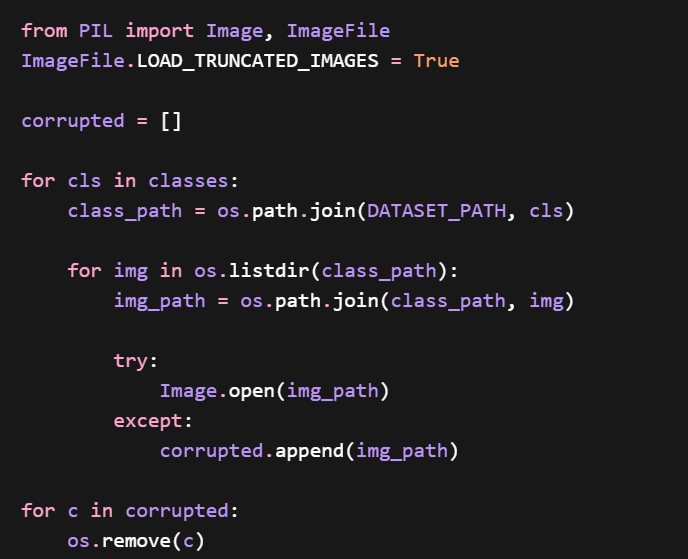 from PIL import Image, ImageFile
ImageFile.LOAD_TRUNCATED_IMAGES = True
corrupted = []
for cls in classes:
class_path = os.path.join(DATASET_PATH, cls)
for img in os.listdir(class_path):
img_path = os.path.join(class_path, img)
try:
Image.open(img_path)
except:
corrupted.append(img_path)
for c in corrupted:
os.remove(c)